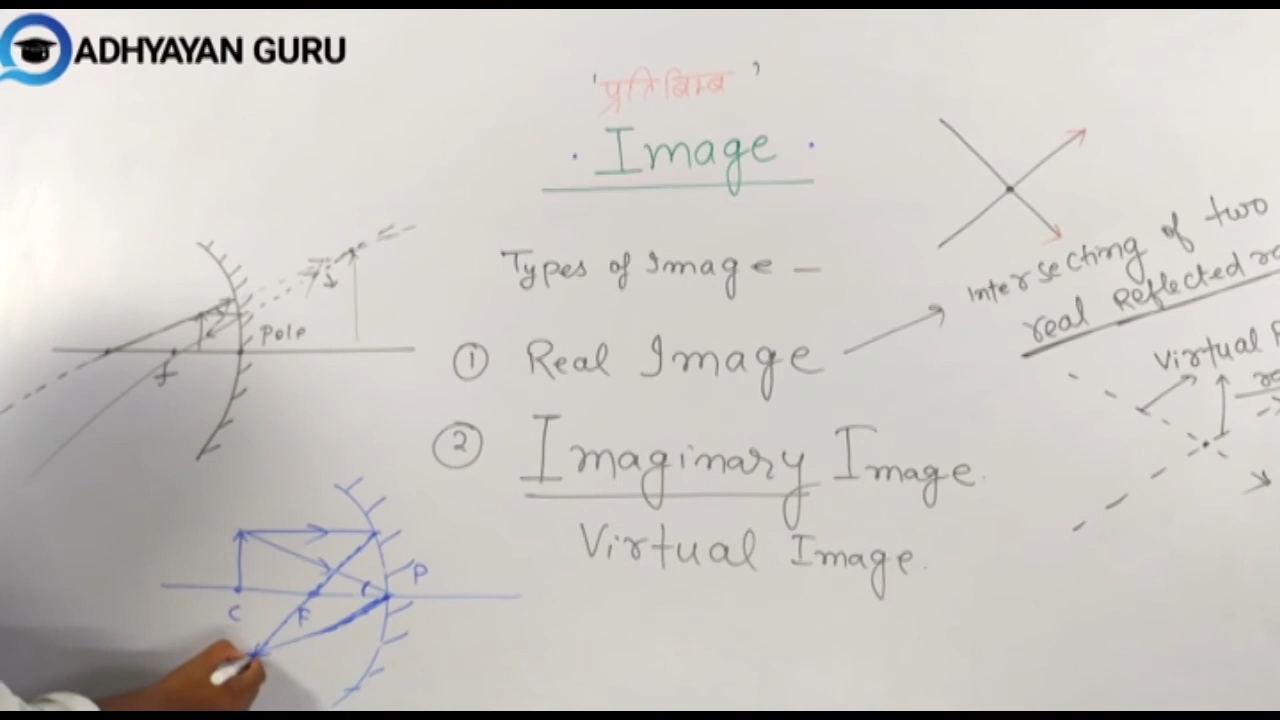 ADHYAYAN GURU
'प्रतिबिम्ब'
Image
Types of Image —
① Real Image
② Imaginary Image.
Virtual Image.
Intersecting of two
real Reflected
Virtual
Pole
f
i
C
F
P